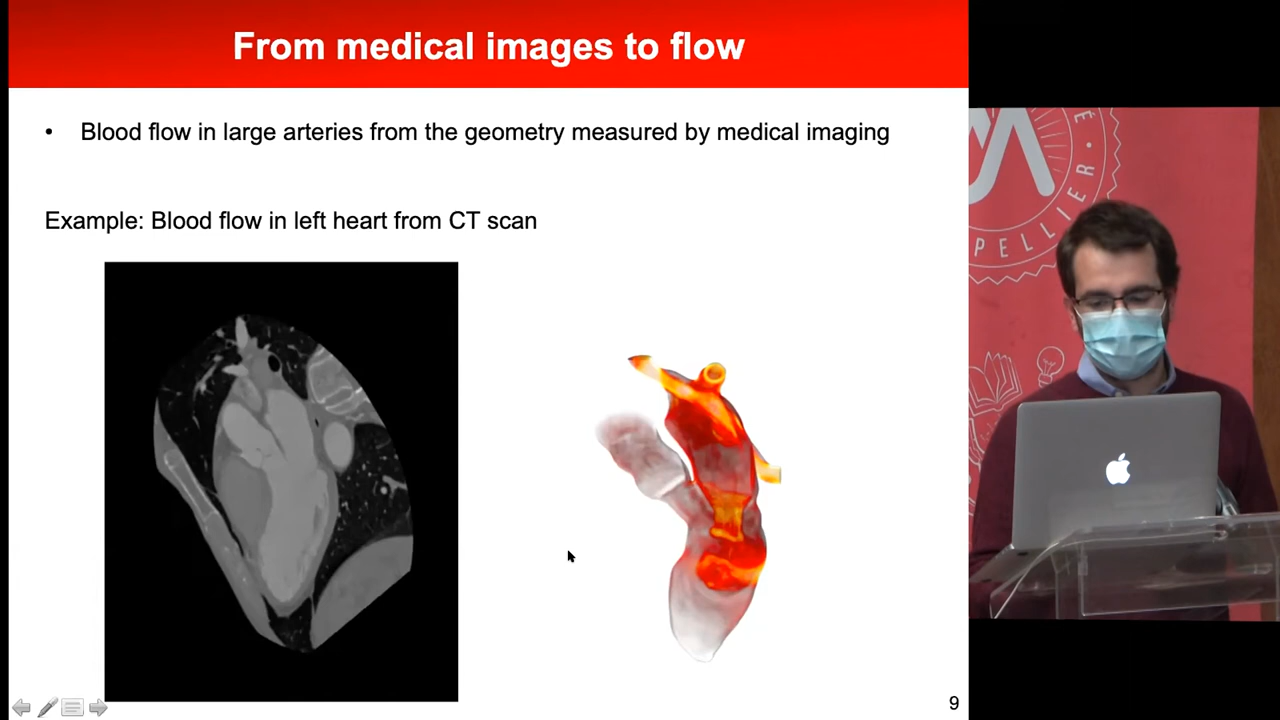 From medical images to flow
• Blood flow in large arteries from the geometry measured by medical imaging
Example: Blood flow in left heart from CT scan
9
PELLIER • É